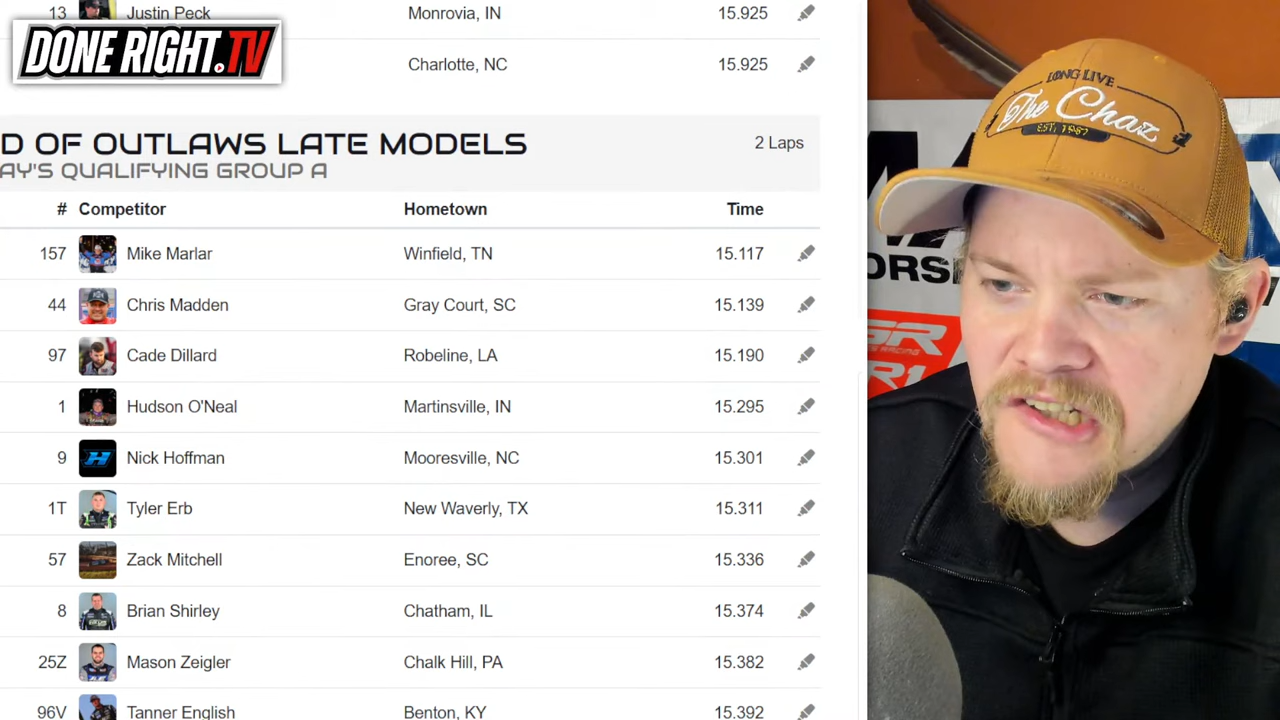 13 Justin Peck Monrovia, IN 15.925
DONE RIGHT.TV
Charlotte, NC 15.925
D OF OUTLAWS LATE MODELS 2 Laps
AY'S QUALIFYING GROUP A
# Competitor Hometown Time
157 Mike Marlar Winfield, TN 15.117
44 Chris Madden Gray Court, SC 15.139
97 Cade Dillard Robeline, LA 15.190
1 Hudson O'Neal Martinsville, IN 15.295
9 Nick Hoffman Mooresville, NC 15.301
1T Tyler Erb New Waverly, TX 15.311
57 Zack Mitchell Enoree, SC 15.336
8 Brian Shirley Chatham, IL 15.374
25Z Mason Zeigler Chalk Hill, PA 15.382
96V Tanner English Benton, KY 15.392
LONG LIVE
The Chaz
EST. 1987
ORS
SR
RACING
R1